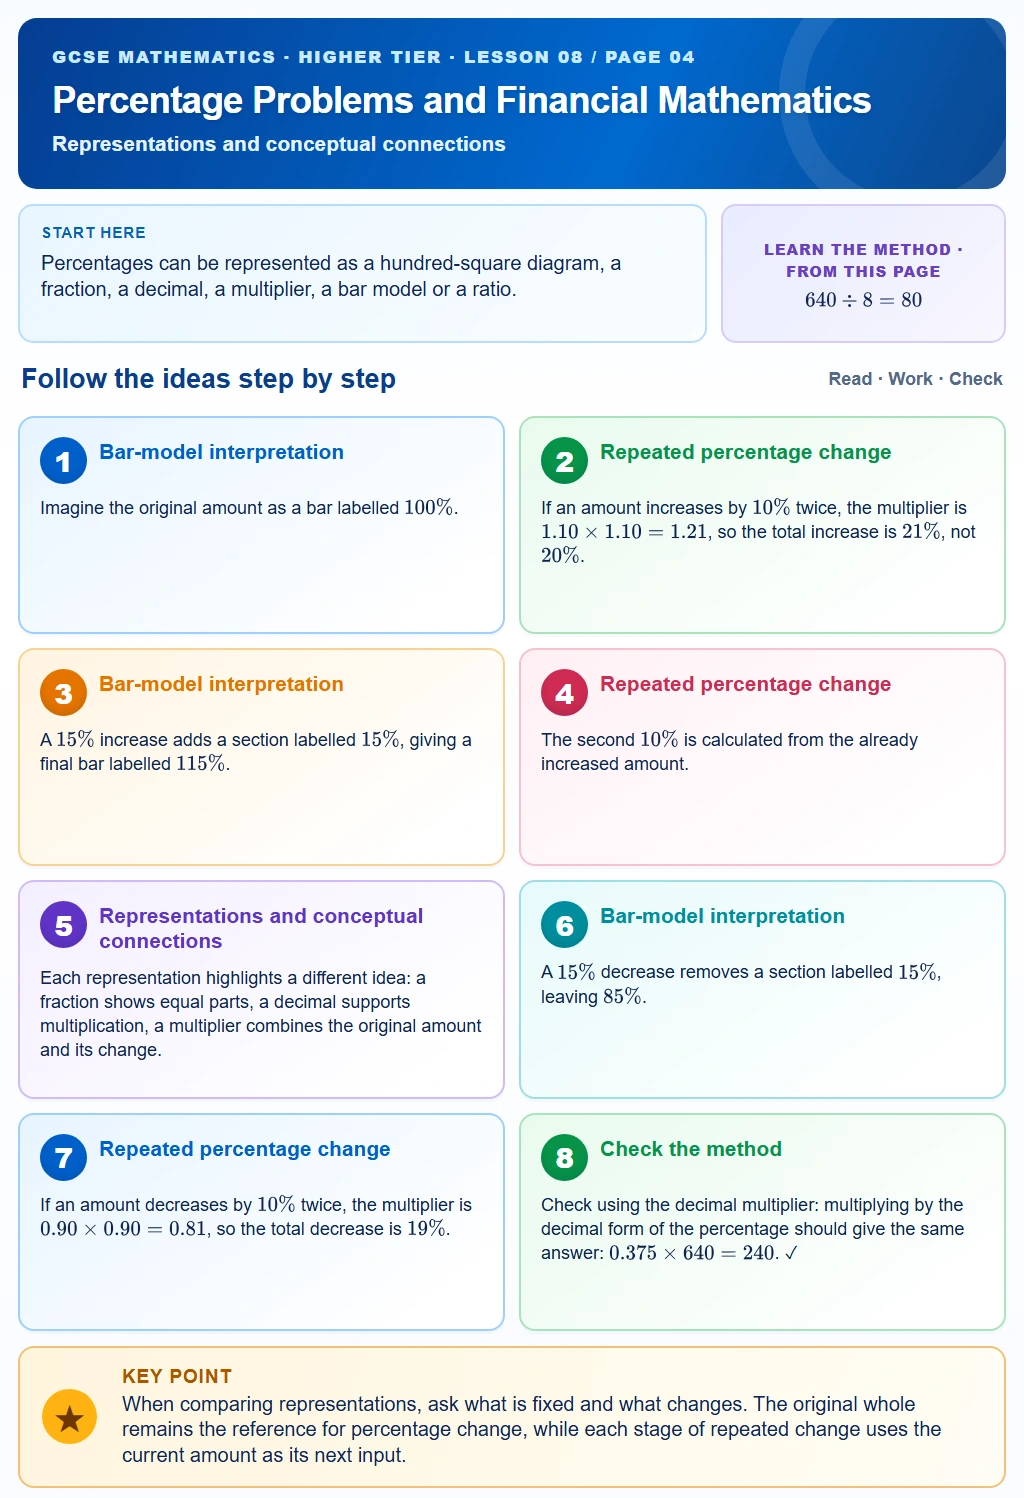 GCSE MATHEMATICS · HIGHER TIER · LESSON 08 / PAGE 04
Percentage Problems and Financial Mathematics
Representations and conceptual connections
START HERE
Percentages can be represented as a hundred-square diagram, a
fraction, a decimal, a multiplier, a bar model or a ratio.
LEARN THE METHOD ·
FROM THIS PAGE
640 ÷ 8 = 80
Follow the ideas step by step
Read · Work · Check
1
Bar-model interpretation
Imagine the original amount as a bar labelled 100%.
2
Repeated percentage change
If an amount increases by 10% twice, the multiplier is
1.10 × 1.10 = 1.21, so the total increase is 21%, not
20%.
3
Bar-model interpretation
A 15% increase adds a section labelled 15%, giving a
final bar labelled 115%.
4
Repeated percentage change
The second 10% is calculated from the already
increased amount.
5
Representations and conceptual
connections
Each representation highlights a different idea: a
fraction shows equal parts, a decimal supports
multiplication, a multiplier combines the original amount
and its change.
6
Bar-model interpretation
A 15% decrease removes a section labelled 15%,
leaving 85%.
7
Repeated percentage change
If an amount decreases by 10% twice, the multiplier is
0.90 × 0.90 = 0.81, so the total decrease is 19%.
8
Check the method
Check using the decimal multiplier: multiplying by the
decimal form of the percentage should give the same
answer: 0.375 × 640 = 240. ✓
KEY POINT
When comparing representations, ask what is fixed and what changes. The original whole
remains the reference for percentage change, while each stage of repeated change uses the
current amount as its next input.